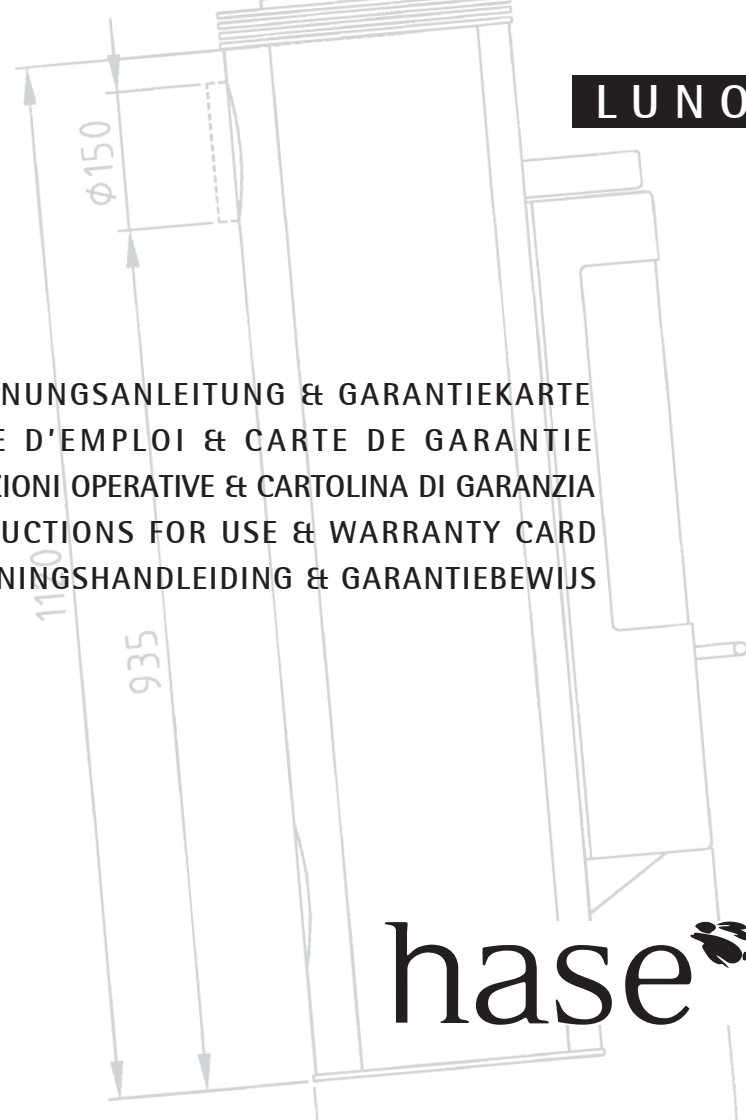 LUNO
Φ150
NUNGSANLEITUNG & GARANTIEKARTE
E D'EMPLOI & CARTE DE GARANTIE
ZIONI OPERATIVE & CARTOLINA DI GARANZIA
UCTIONS FOR USE & WARRANTY CARD
NINGSHANDLEIDING & GARANTIEBEWIJS
935
hase